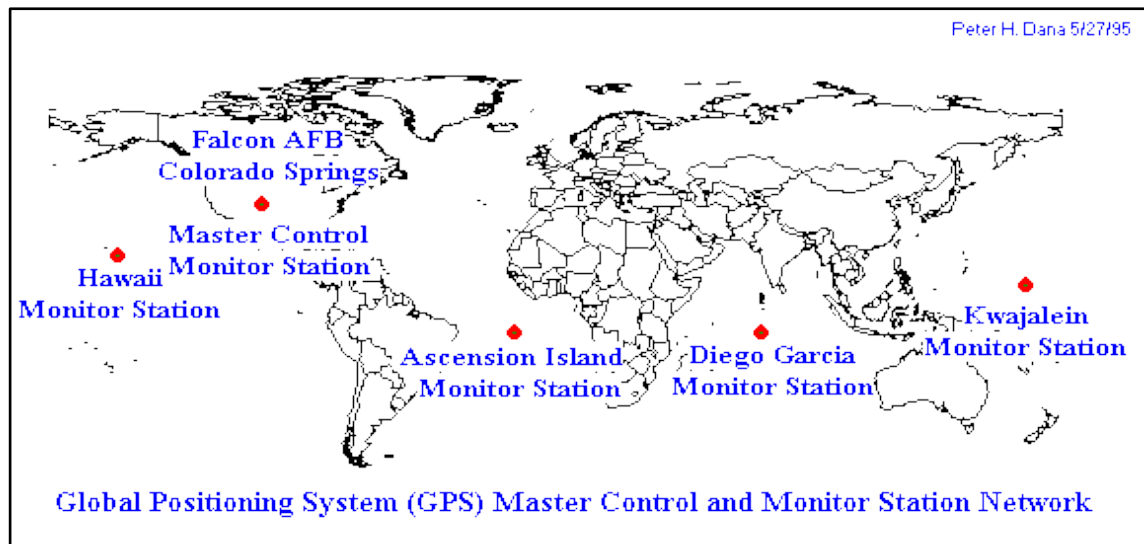 Peter H. Dana 5/27/95
Falcon AFB
Colorado Springs
Master Control
Monitor Station
Hawaii
Monitor Station
Ascension Island
Monitor Station
Diego Garcia
Monitor Station
Kwajalein
Monitor Station
Global Positioning System (GPS) Master Control and Monitor Station Network